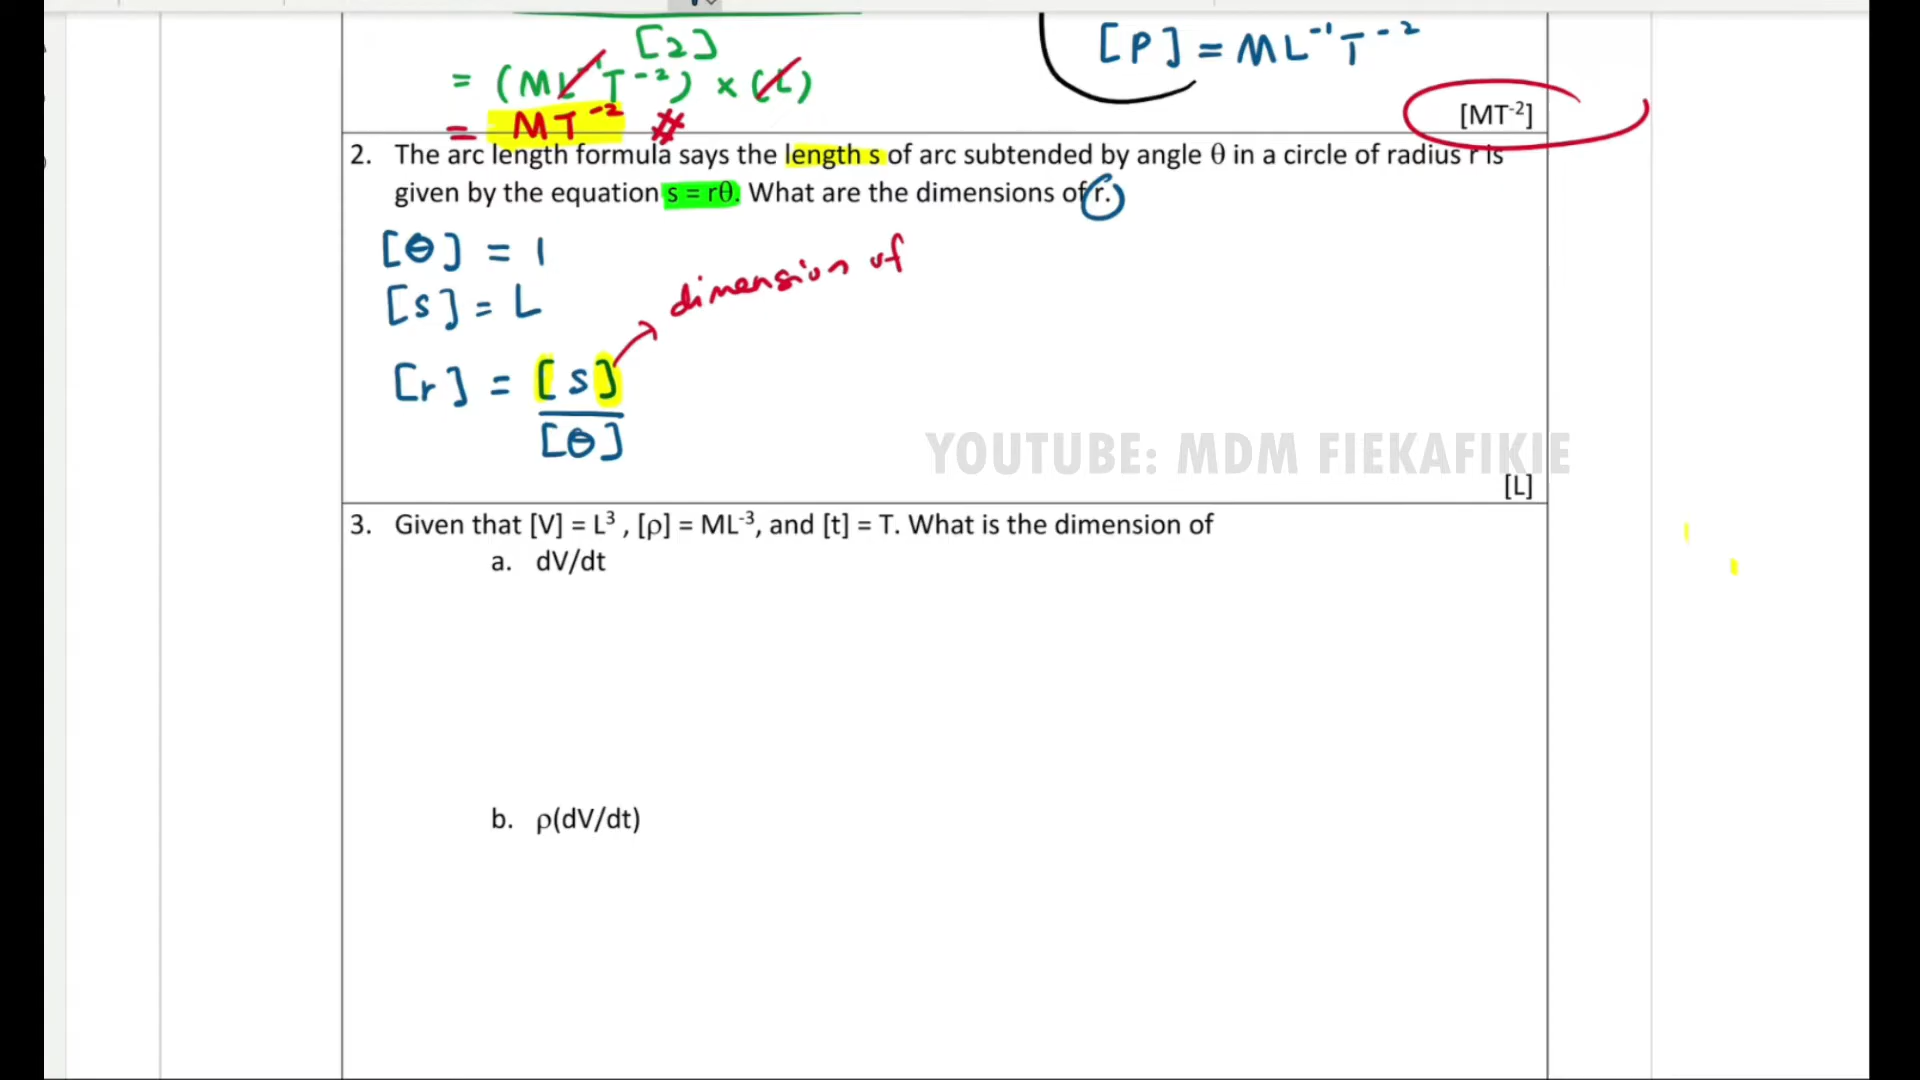 [2]
[P] = ML⁻¹T⁻²
= (ML⁻¹T⁻²) × (L)
= MT⁻² #
[MT⁻²]
2. The arc length formula says the length s of arc subtended by angle θ in a circle of radius r is
given by the equation s = rθ. What are the dimensions of r.
[θ] = 1
dimension of
[s] = L
[r] = [s]
[θ]
YOUTUBE: MDM FIEKAFIKIE
[L]
3. Given that [V] = L³ , [ρ] = ML⁻³, and [t] = T. What is the dimension of
a. dV/dt
b. ρ(dV/dt)